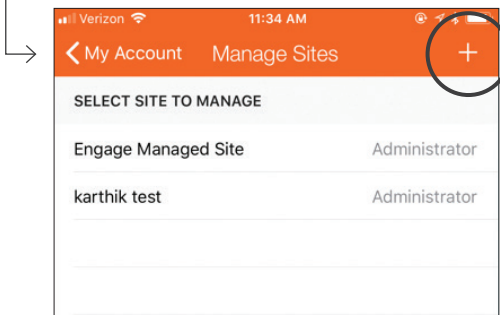 Verizon 11:34 AM
My Account Manage Sites +
SELECT SITE TO MANAGE
Engage Managed Site Administrator
karthik test Administrator